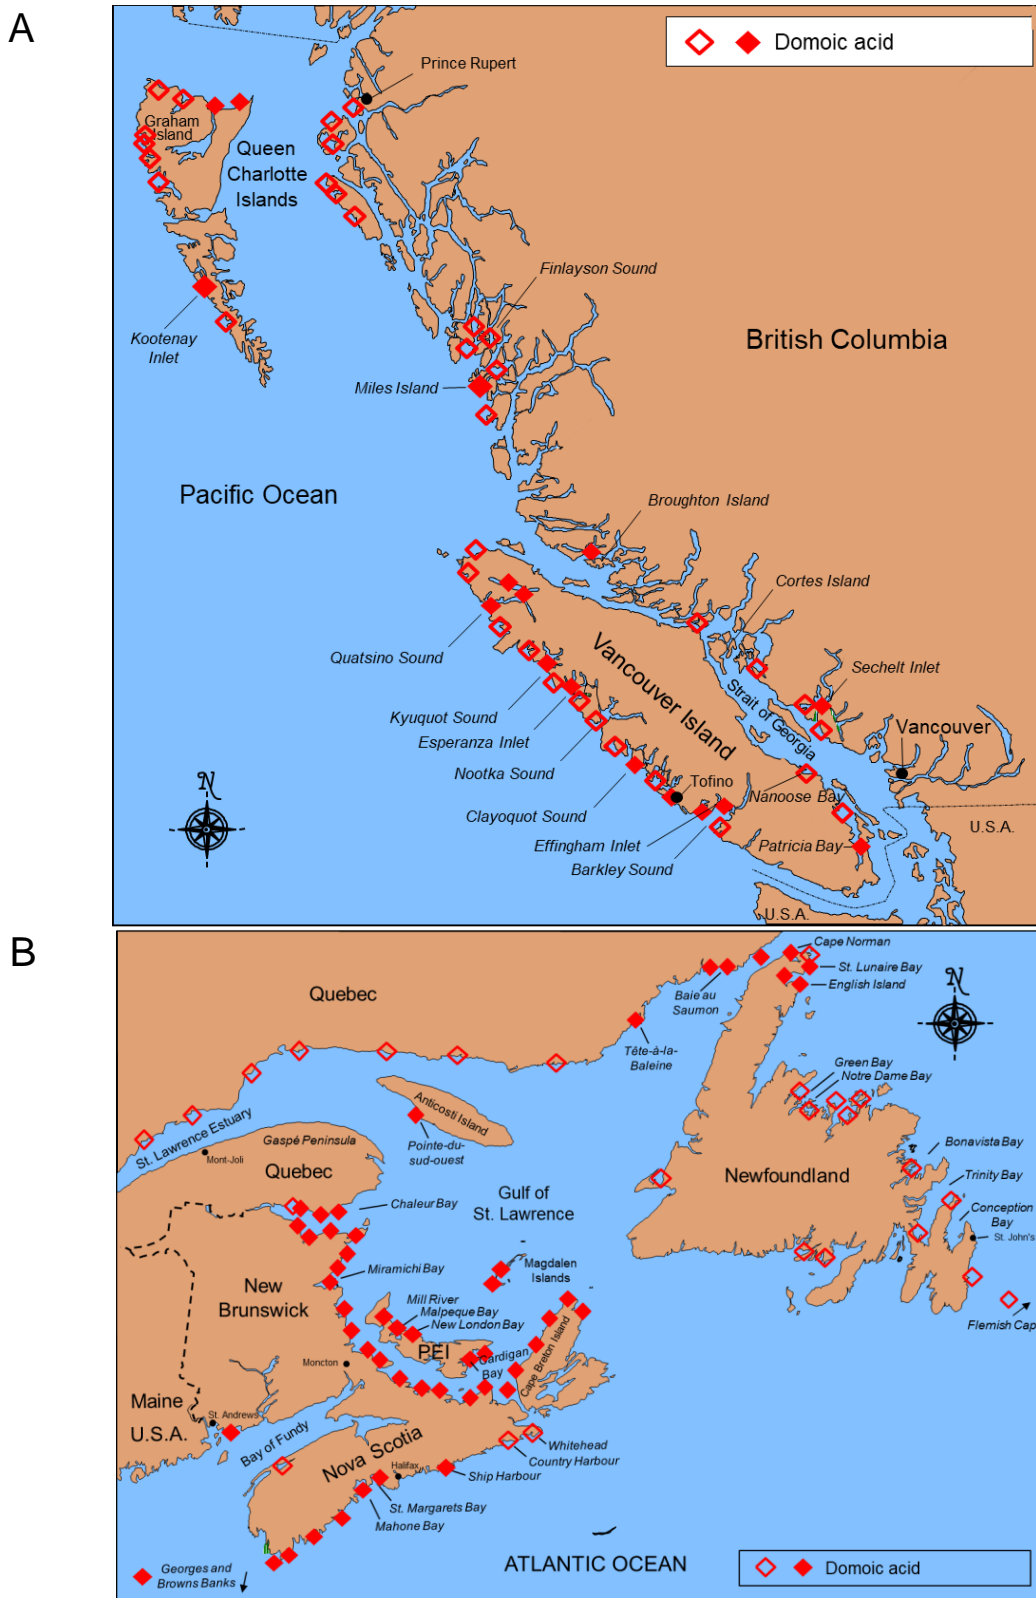 A
Domoic acid
Prince Rupert
Graham
Island
Queen
Charlotte
Islands
Finlayson Sound
Kootenay
Inlet
British Columbia
Miles Island
Pacific Ocean
Broughton Island
Cortes Island
Quatsino Sound
Vancouver Island
Sechelt Inlet
Strait of Georgia
Kyuquot Sound
Vancouver
Esperanza Inlet
Nootka Sound
Tofino
Nanoose Bay
Clayoquot Sound
N
U.S.A.
Effingham Inlet
Patricia Bay
Barkley Sound
U.S.A.
B
Cape Norman
St. Lunaire Bay
English Island
Quebec
Baie au
Saumon
N
Tête-à-la-
Baleine
Green Bay
Notre Dame Bay
Anticosti Island
St. Lawrence Estuary
Gaspé Peninsula
Mont-Joli
Pointe-du-
sud-ouest
Quebec
Bonavista Bay
Newfoundland
Trinity Bay
Chaleur Bay
Gulf of
St. Lawrence
Conception
Bay
St. John's
Miramichi Bay
Magdalen
Islands
New
Brunswick
Mill River
Malpeque Bay
New London Bay
Flemish Cap
PEI
Cardigan
Bay
Cape Breton Island
Moncton
Maine
U.S.A.
St. Andrews
Bay of Fundy
Nova Scotia
Whitehead
Country Harbour
Halifax
Ship Harbour
St. Margarets Bay
Mahone Bay
ATLANTIC OCEAN
Georges and
Browns Banks
Domoic acid